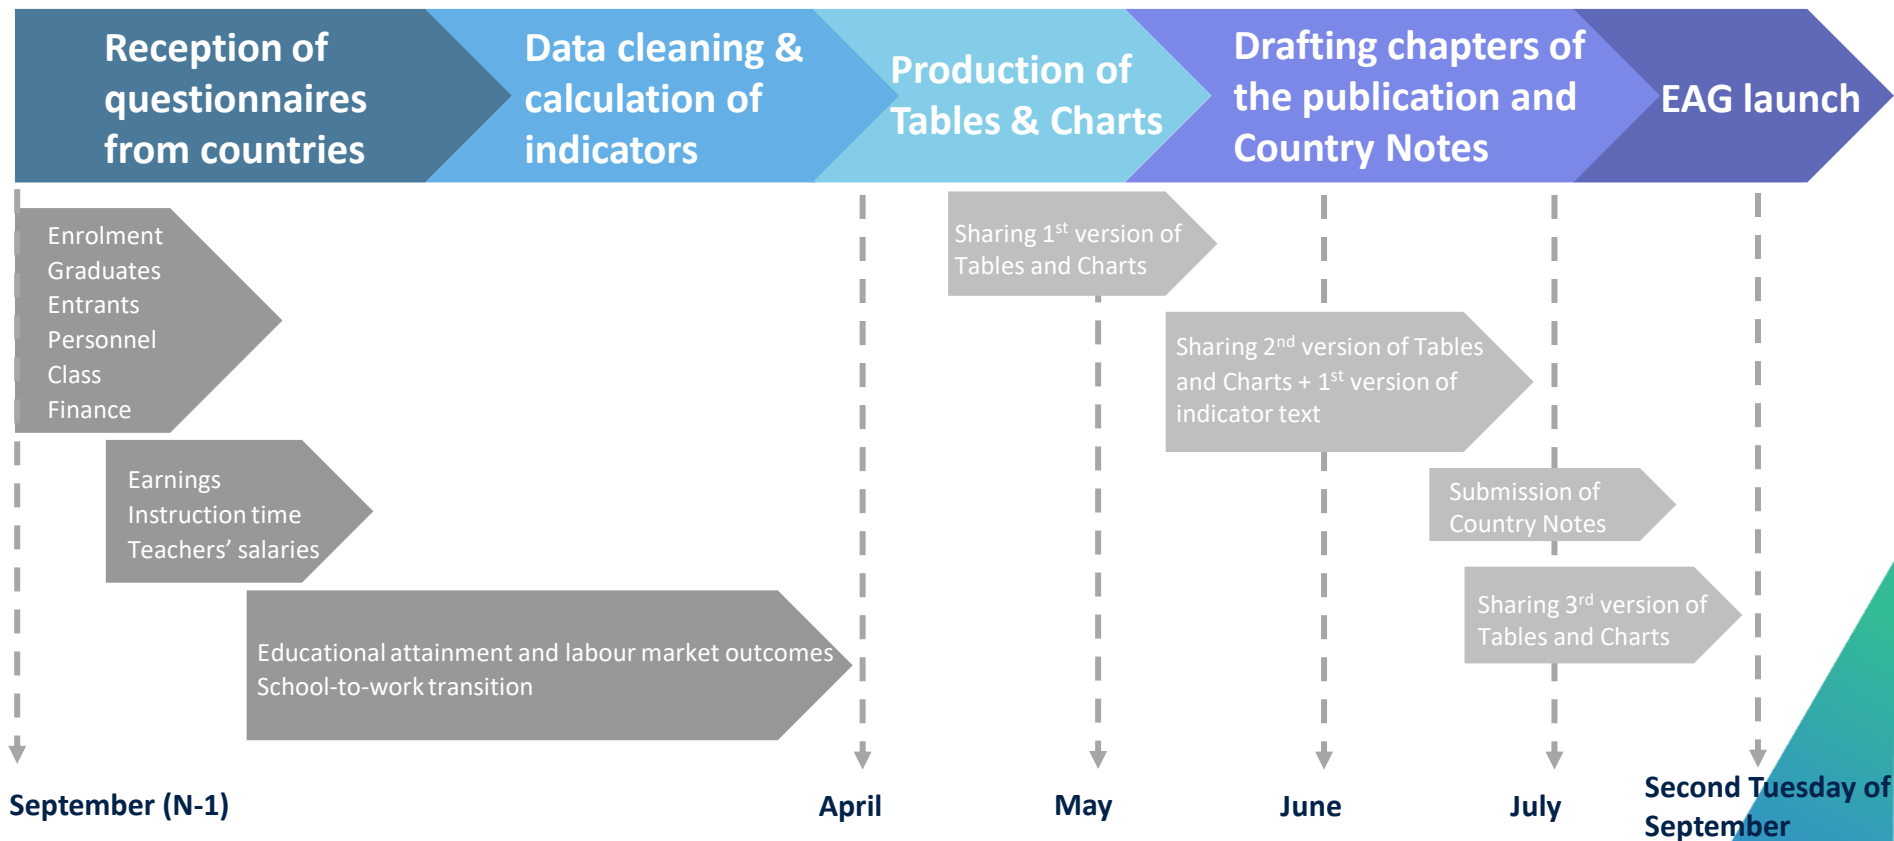 Reception of
questionnaires
from countries
Data cleaning &
calculation of
indicators
Production of
Tables & Charts
Drafting chapters of
the publication and
Country Notes
EAG launch
Enrolment
Graduates
Entrants
Personnel
Class
Finance
Earnings
Instruction time
Teachers’ salaries
Educational attainment and labour market outcomes
School-to-work transition
Sharing 1st version of
Tables and Charts
Sharing 2nd version of Tables
and Charts + 1st version of
indicator text
Submission of
Country Notes
Sharing 3rd version of
Tables and Charts
September (N-1)
April
May
June
July
Second Tuesday of
September